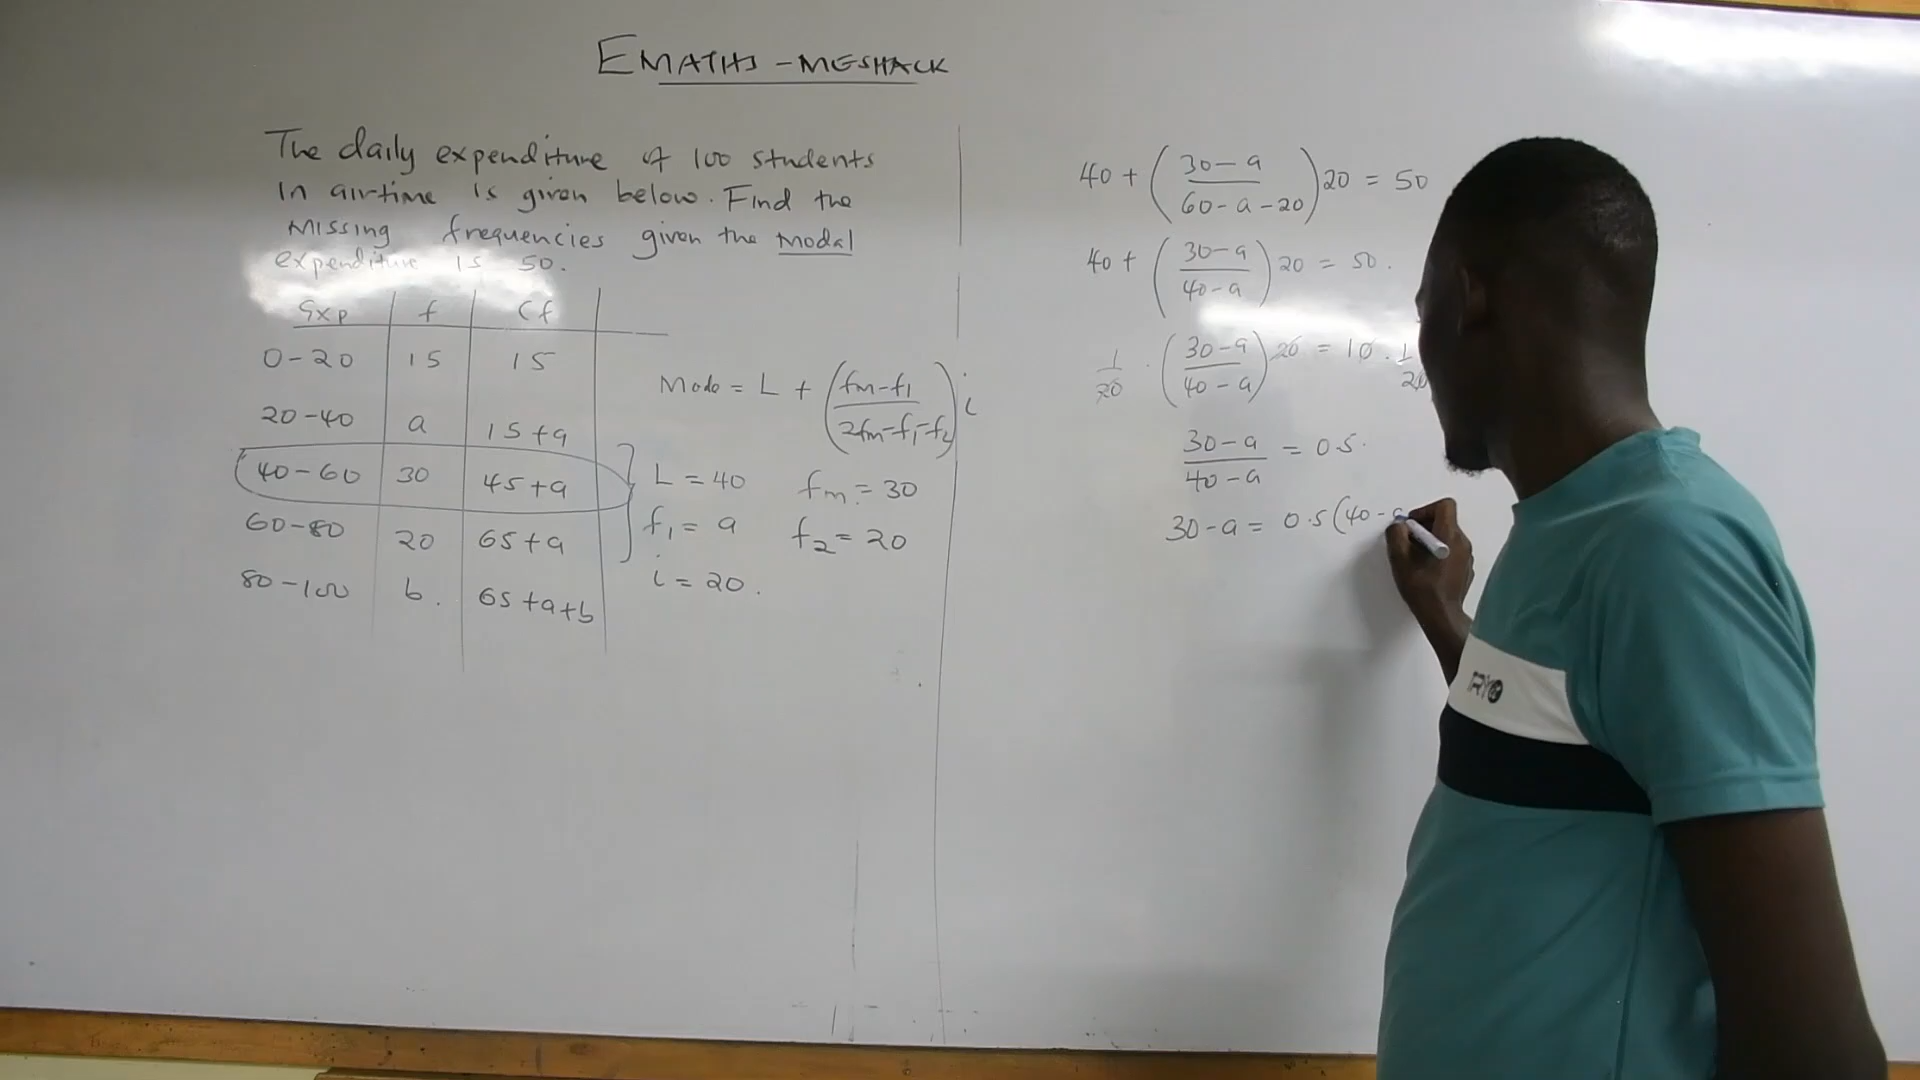 EMATHS - MESHACK
The daily expenditure of 100 students
in airtime is given below. Find the
missing frequencies given the modal
expenditure is 50.
Exp f Cf
0-20 15 15
20-40 a 15+a
40-60 30 45+a
60-80 20 65+a
80-100 b. 65+a+b
Mode = L + (fm-f1 / 2fm-f1-f2) i
L = 40 fm = 30
f1 = a f2 = 20
i = 20.
40 + (30-a / 60-a-20) 20 = 50
40 + (30-a / 40-a) 20 = 50.
1/20 . (30-a / 40-a) 20 = 10 . 1/20
30-a / 40-a = 0.5.
30-a = 0.5(40-a
TRY